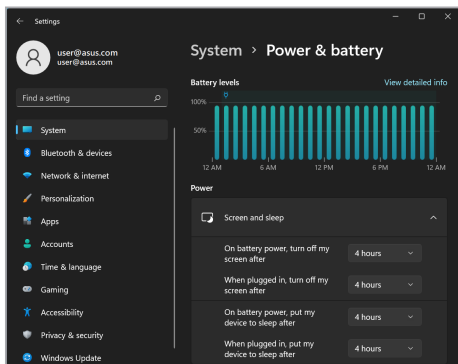 Settings
user@asus.com
user@asus.com
Find a setting
System
Bluetooth & devices
Network & internet
Personalization
Apps
Accounts
Time & language
Gaming
Accessibility
Privacy & security
Windows Update
System > Power & battery
Battery levels
View detailed info
100%
50%
12 AM 6 AM 12 PM 6 PM 12 AM
Power
Screen and sleep
On battery power, turn off my
screen after
4 hours
When plugged in, turn off my
screen after
4 hours
On battery power, put my
device to sleep after
4 hours
When plugged in, put my
device to sleep after
4 hours